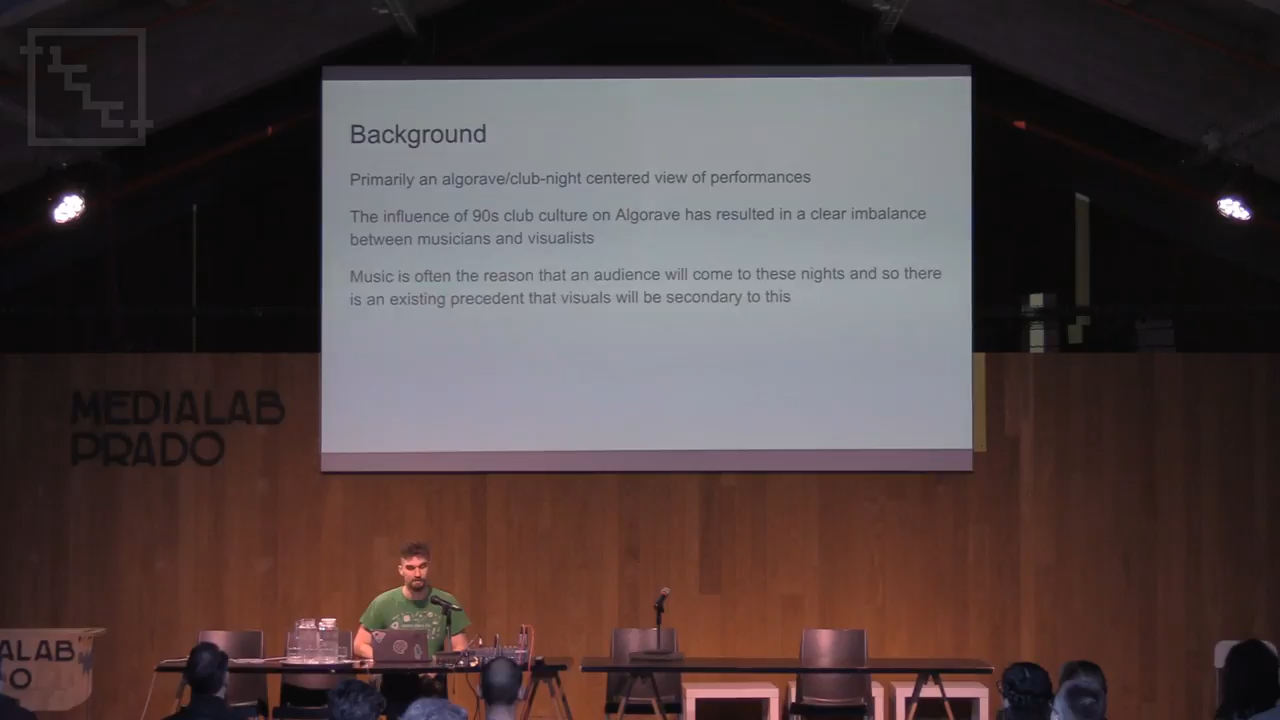 Background
Primarily an algorave/club-night centered view of performances
The influence of 90s club culture on Algorave has resulted in a clear imbalance
between musicians and visualists
Music is often the reason that an audience will come to these nights and so there
is an existing precedent that visuals will be secondary to this
MEDIALAB
PRADO
ALAB
O